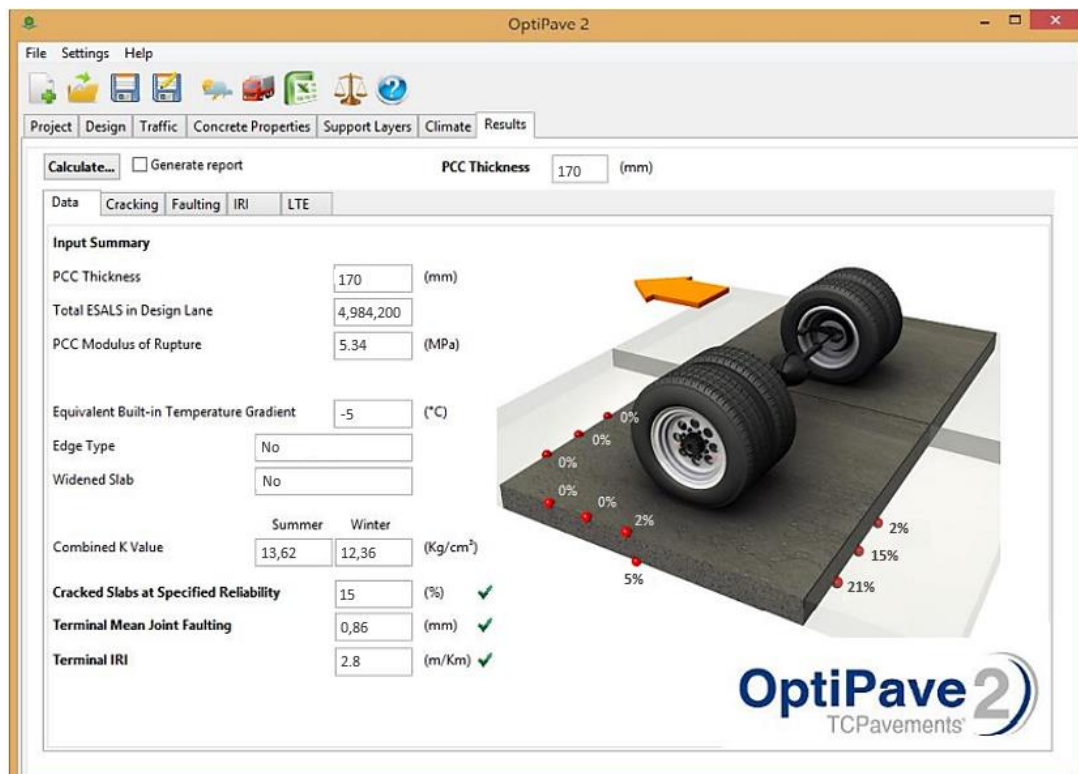 OptiPave 2
File Settings Help
Project Design Traffic Concrete Properties Support Layers Climate Results
Calculate... Generate report PCC Thickness 170 (mm)
Data Cracking Faulting IRI LTE
Input Summary
PCC Thickness 170 (mm)
Total ESALS in Design Lane 4,984,200
PCC Modulus of Rupture 5.34 (MPa)
Equivalent Built-in Temperature Gradient -5 (°C)
Edge Type No
Widened Slab No
Summer Winter
Combined K Value 13,62 12,36 (Kg/cm³)
Cracked Slabs at Specified Reliability 15 (%)
Terminal Mean Joint Faulting 0,86 (mm)
Terminal IRI 2.8 (m/Km)
0%
0%
0%
0% 0% 2%
5%
2%
15%
21%
OptiPave 2
TCPavements